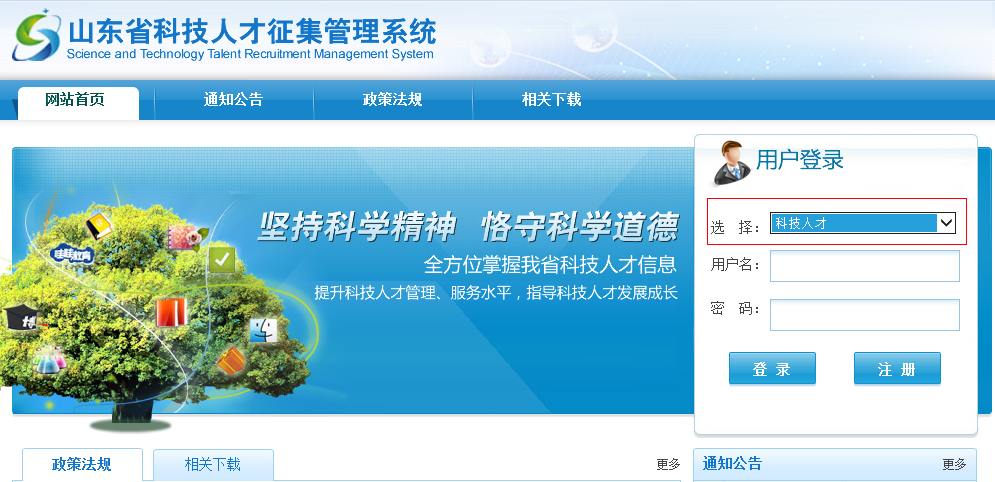 山东省科技人才征集管理系统
Science and Technology Talent Recruitment Management System
网站首页 通知公告 政策法规 相关下载
用户登录
坚持科学精神 恪守科学道德
全方位掌握我省科技人才信息
提升科技人才管理、服务水平，指导科技人才发展成长
哇哇教育
选 择： 科技人才
用户名：
密 码：
登 录 注 册
政策法规 相关下载 更多
通知公告 更多